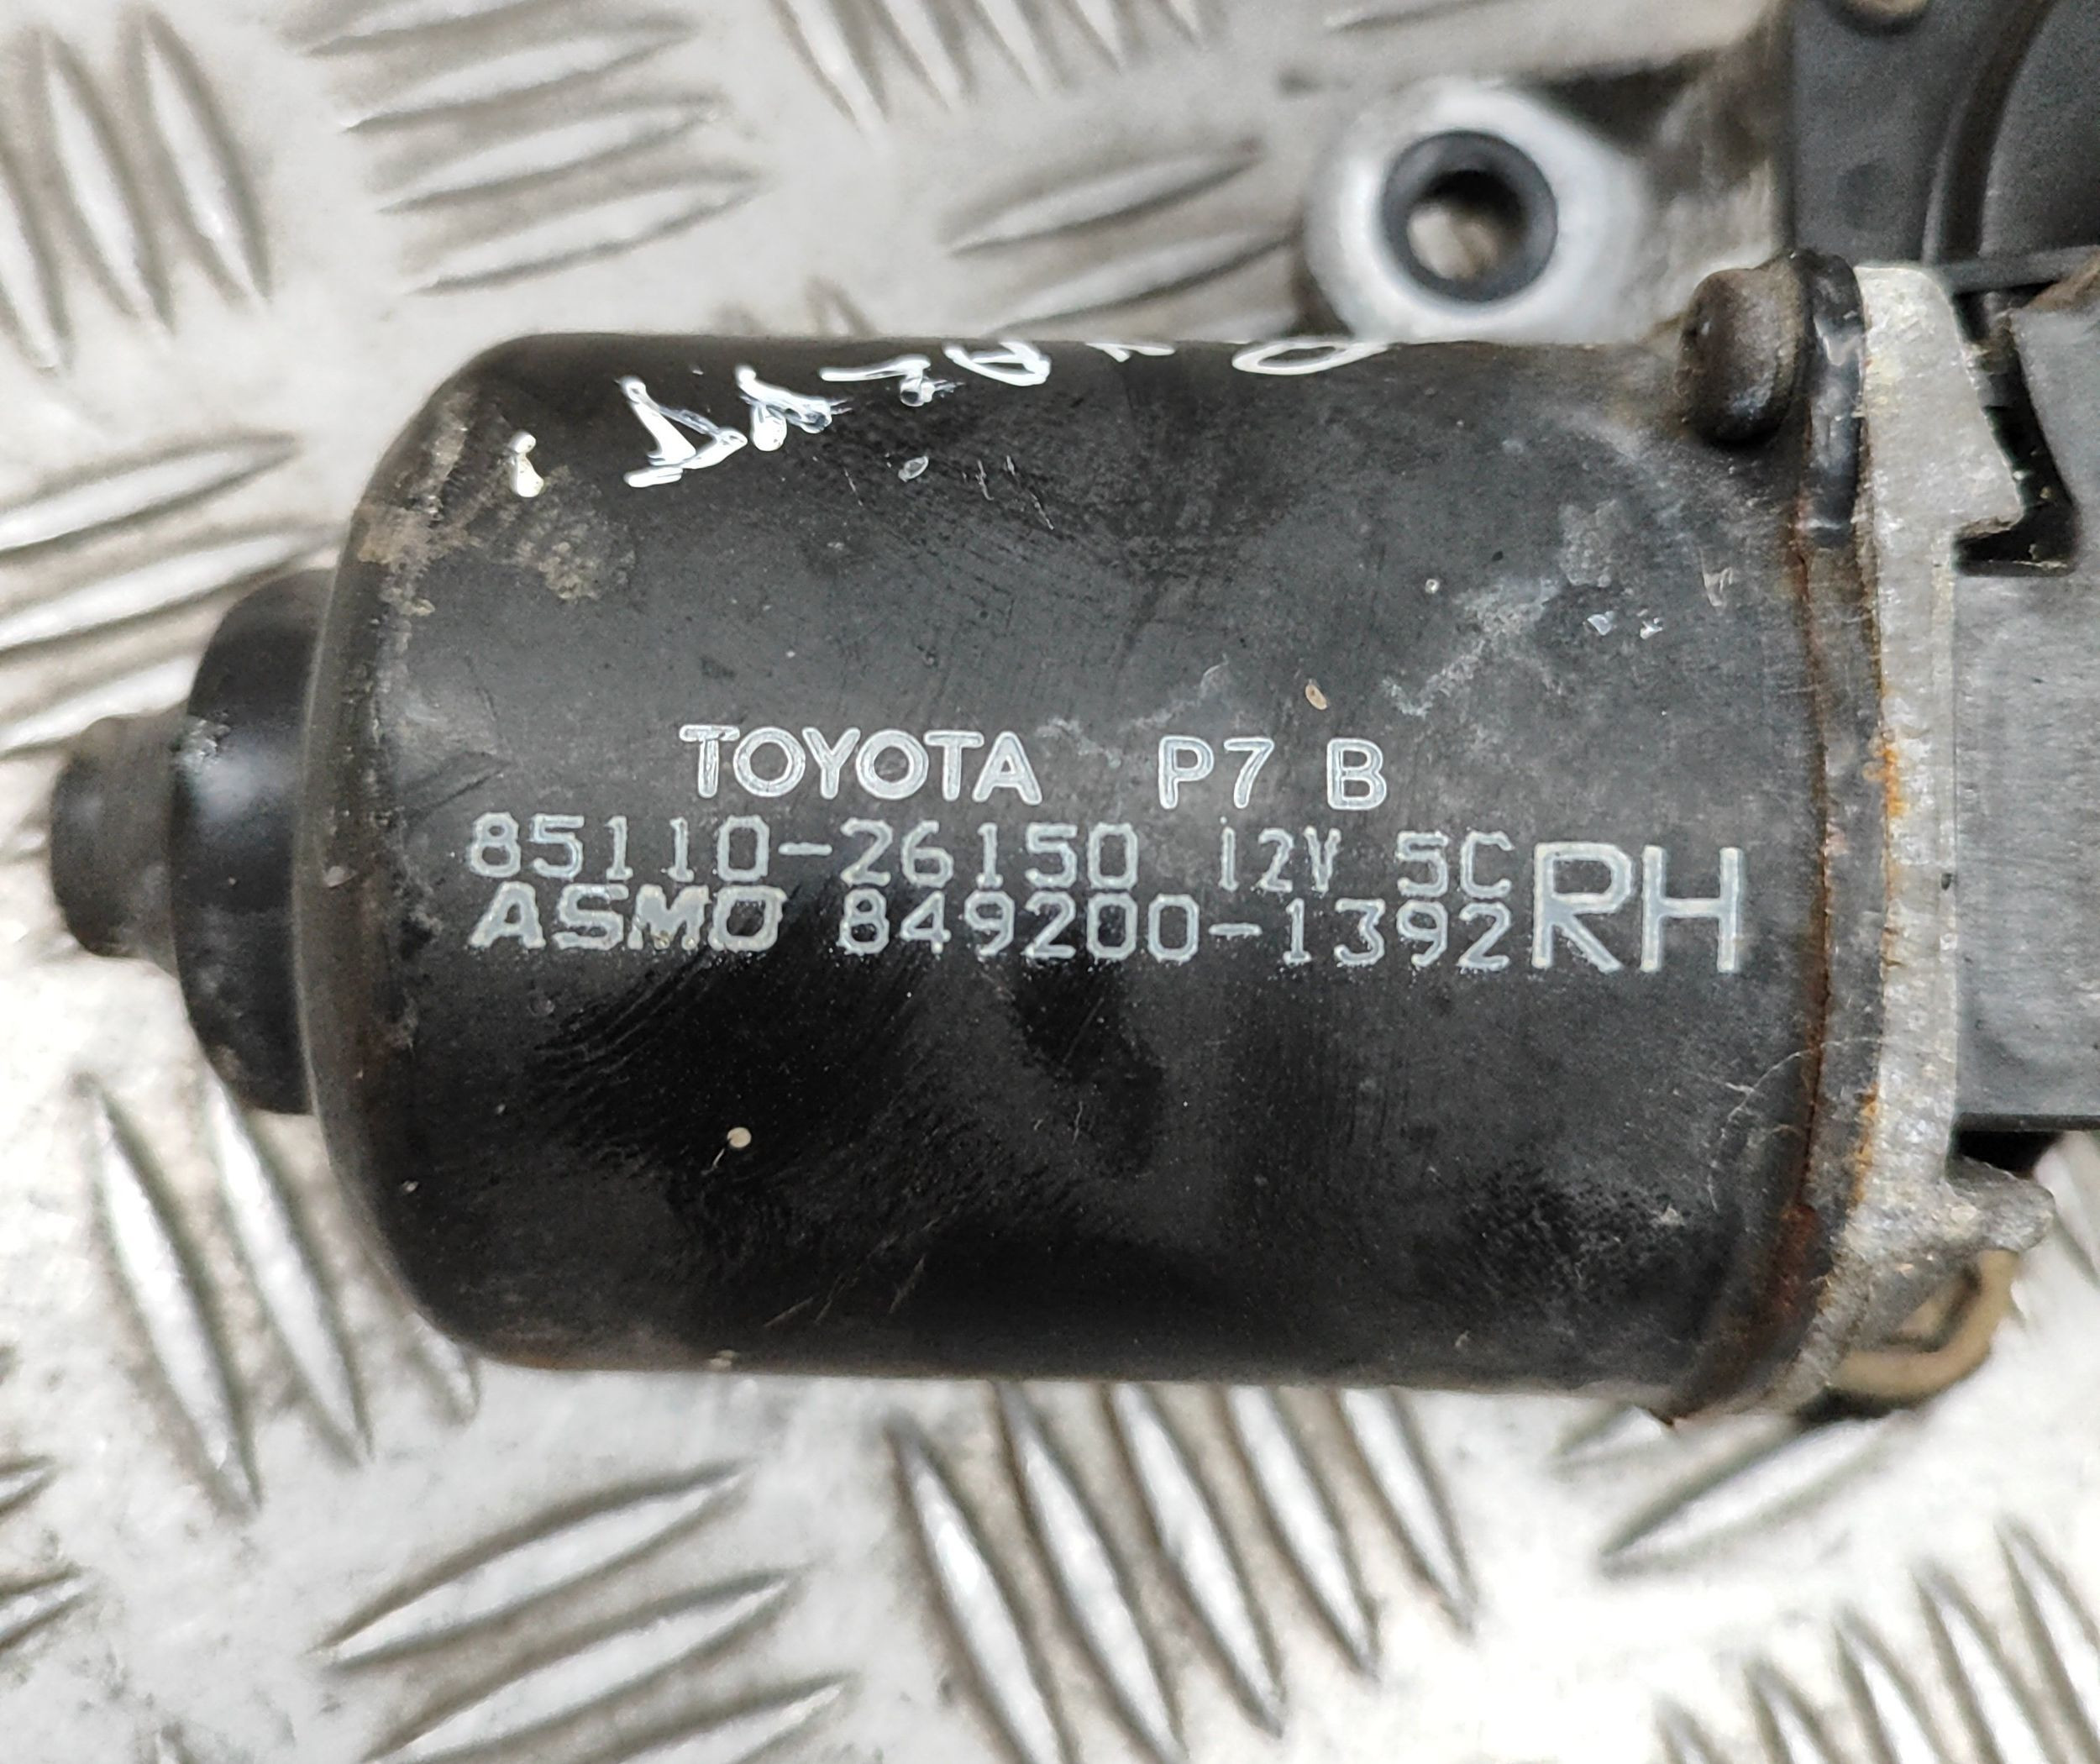 TOYOTA P7 B
85110-26150 12V 5C RH
ASMO 849200-1392